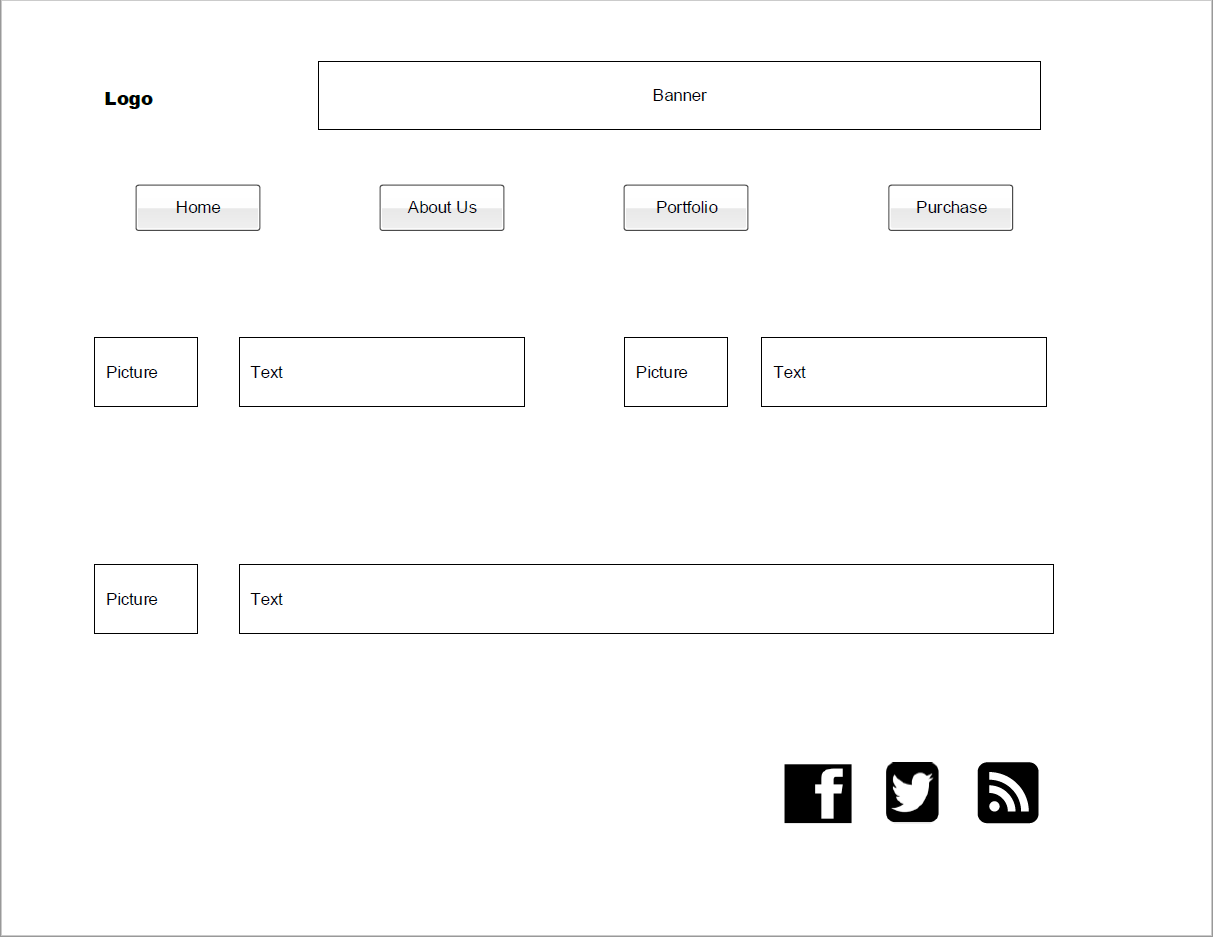 Logo
Banner
Home
About Us
Portfolio
Purchase
Picture
Text
Picture
Text
Picture
Text